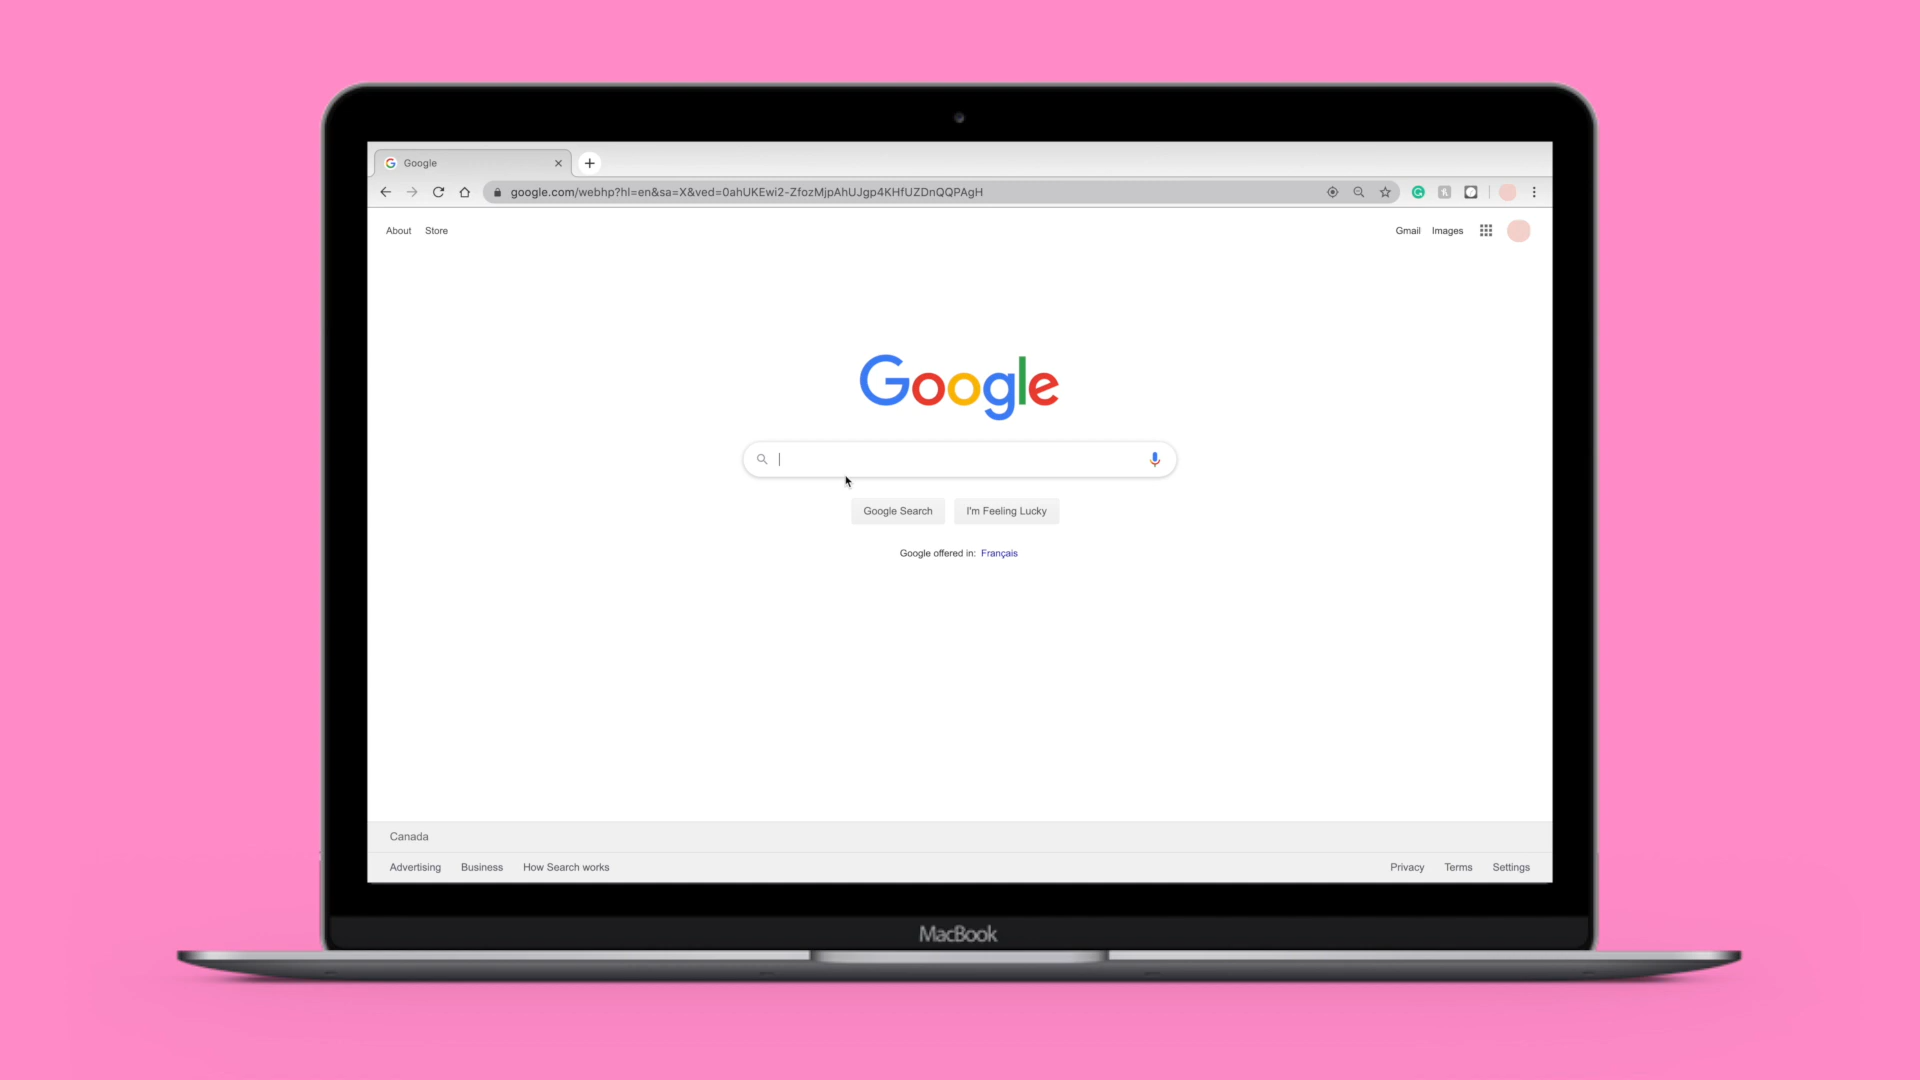 Google
google.com/webhp?hl=en&sa=X&ved=0ahUKEwi2-ZfozMjpAhUJgp4KHfUZDnQQPAgH
About Store
Gmail Images
Google
Google Search I'm Feeling Lucky
Google offered in: Français
Canada
Advertising Business How Search works
Privacy Terms Settings
MacBook